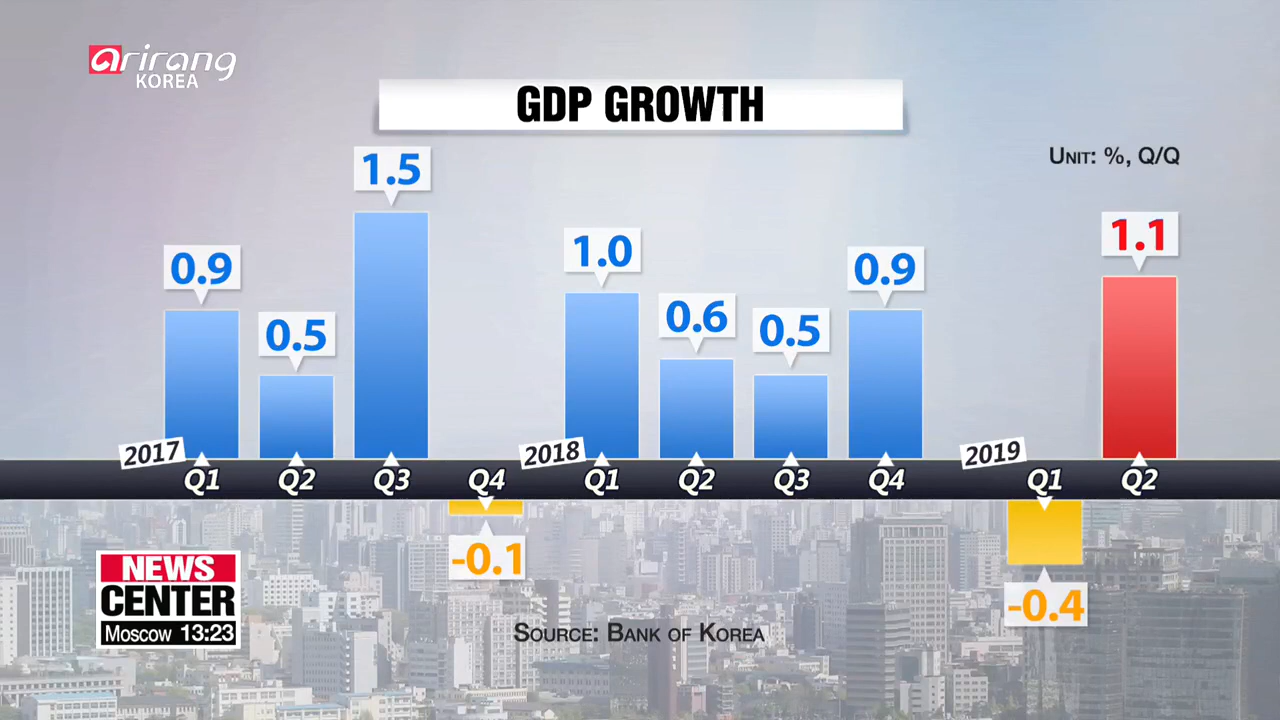 arirang
KOREA
GDP GROWTH
UNIT: %, Q/Q
0.9
0.5
1.5
1.0
0.6
0.5
0.9
1.1
2017
2018
2019
Q1
Q2
Q3
Q4
Q1
Q2
Q3
Q4
Q1
Q2
-0.1
-0.4
NEWS
CENTER
Moscow 13:23
SOURCE: BANK OF KOREA